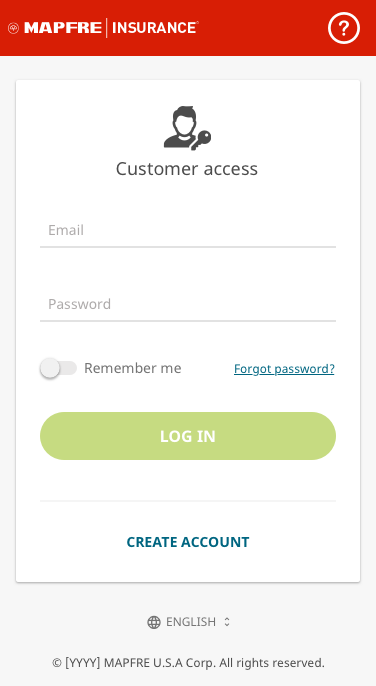 MAPFRE | INSURANCE®
Customer access
Email
Password
Remember me
Forgot password?
LOG IN
CREATE ACCOUNT
ENGLISH
© [YYYY] MAPFRE U.S.A Corp. All rights reserved.